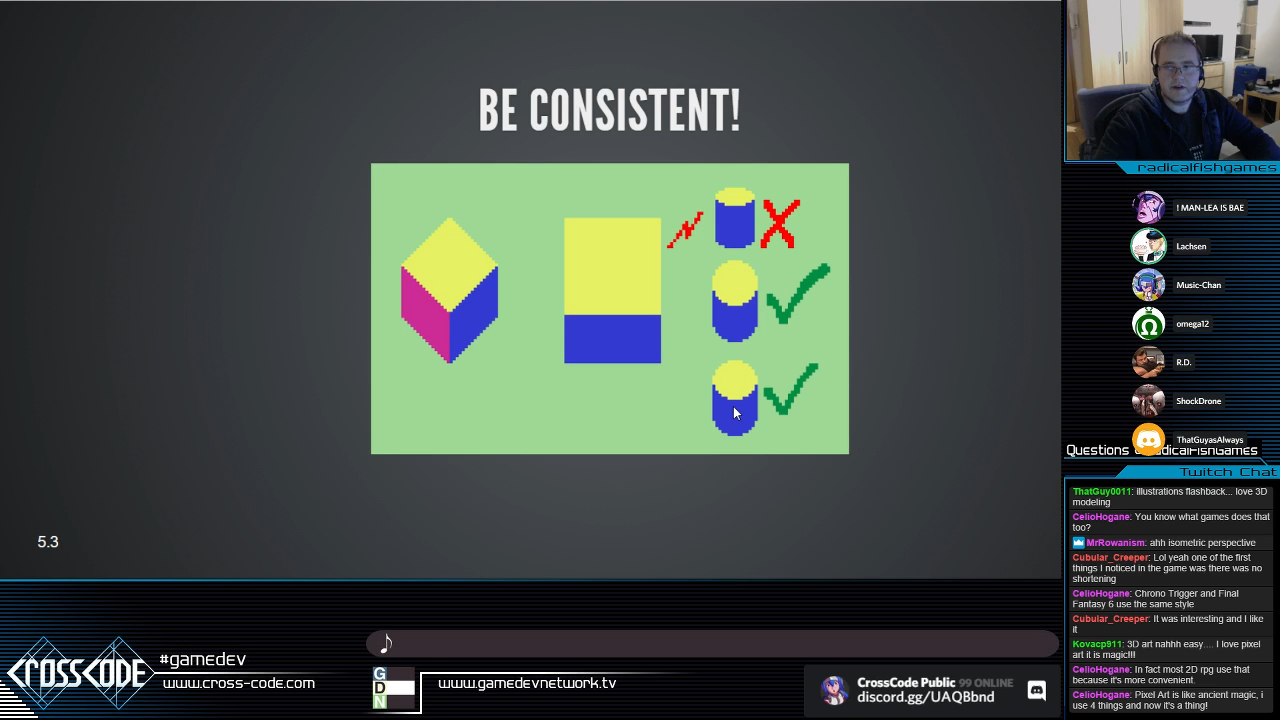 BE CONSISTENT!
5.3
radicalfishgames
! MAN-LEA IS BAE
Lachsen
Music-Chan
omega12
R.D.
ShockDrone
ThatGuyasAlways
Questions
Twitch Chat
ThatGuy0011: illustrations flashback... love 3D
modeling
CelioHogane: You know what games does that
too?
MrRowanism: ahh isometric perspective
Cubular_Creeper: Lol yeah one of the first
things I noticed in the game was there was no
shortening
CelioHogane: Chrono Trigger and Final
Fantasy 6 use the same style
Cubular_Creeper: It was interesting and I like
it
Kovacp911: 3D art nahhh easy.... I love pixel
art it is magic!!!
CelioHogane: In fact most 2D rpg use that
because it's more convenient.
CelioHogane: Pixel Art is like ancient magic, i
use 4 things and now it's a thing!
CROSSCODE
#gamedev
www.cross-code.com
G
D
N
www.gamedevnetwork.tv
CrossCode Public 99 ONLINE
discord.gg/UAQBbnd